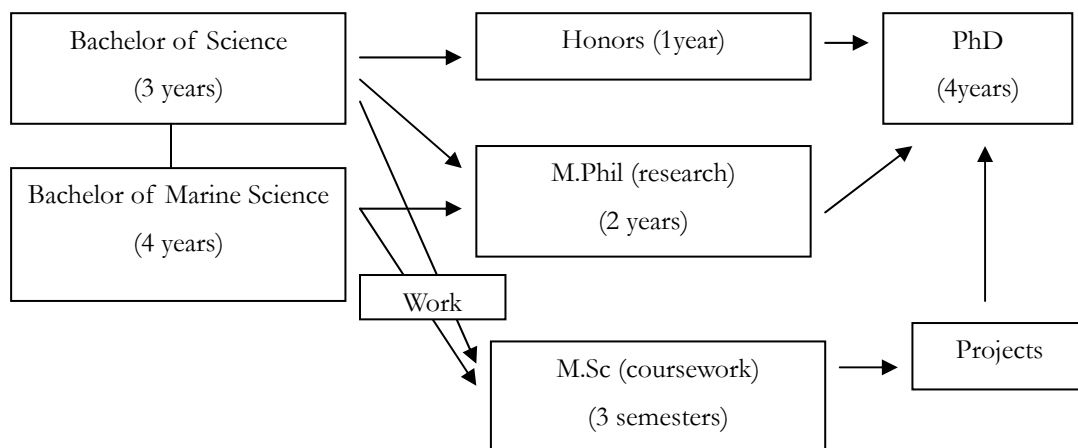 Bachelor of Science
(3 years)
Honors (1year)
PhD
(4years)
Bachelor of Marine Science
(4 years)
M.Phil (research)
(2 years)
Work
M.Sc (coursework)
(3 semesters)
Projects